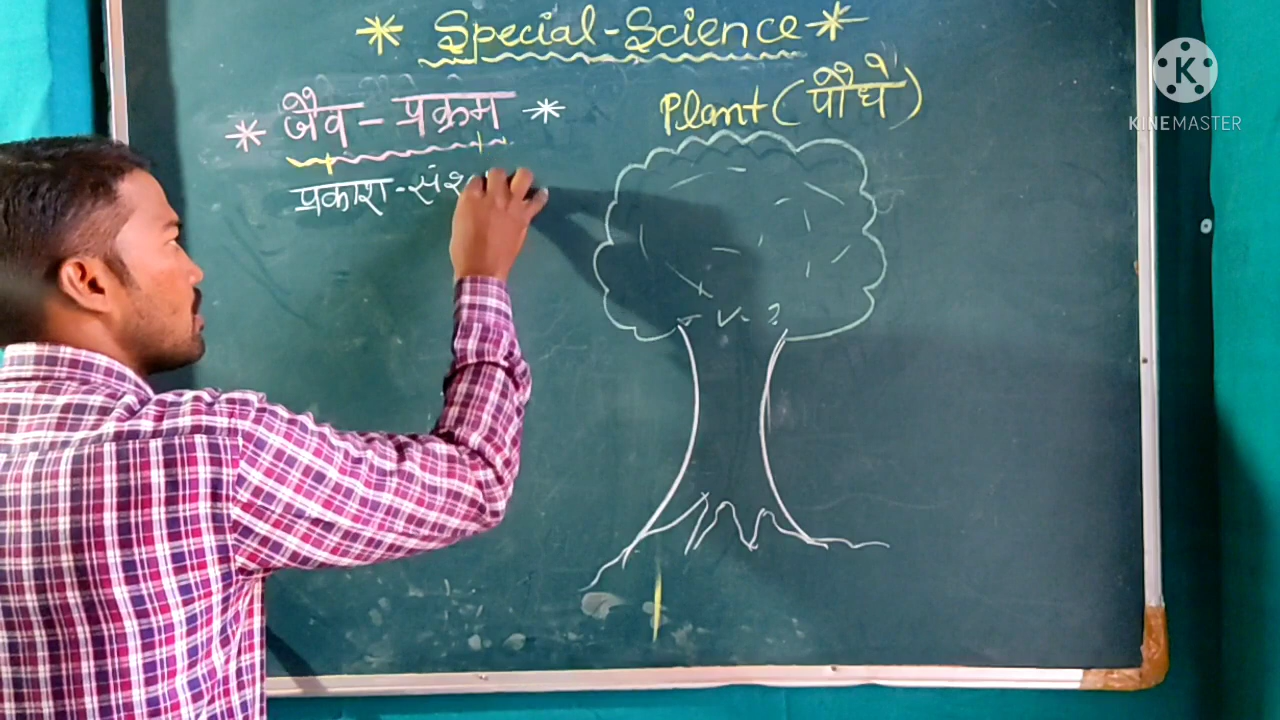 Special-Science
जैव-प्रक्रम
Plant (पौधे)
प्रकाश-संश
K
KINEMASTER